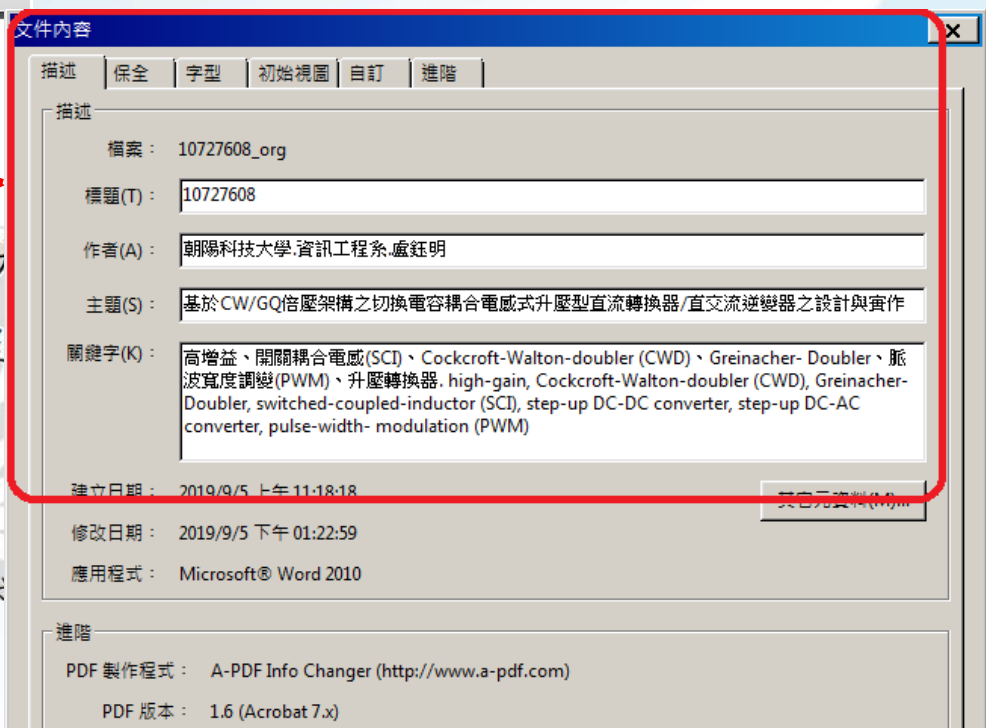 文件內容
描述 保全 字型 初始視圖 自訂 進階
描述
檔案： 10727608_org
標題(T)： 10727608
作者(A)： 朝陽科技大學.資訊工程系.盧鈺明
主題(S)： 基於CW/GQ倍壓架構之切換電容耦合電感式升壓型直流轉換器/直交流逆變器之設計與實作
關鍵字(K)： 高增益、開關耦合電感(SCI)、Cockcroft-Walton-doubler (CWD)、Greinacher- Doubler、脈
波寬度調變(PWM)、升壓轉換器. high-gain, Cockcroft-Walton-doubler (CWD), Greinacher-
Doubler, switched-coupled-inductor (SCI), step-up DC-DC converter, step-up DC-AC
converter, pulse-width- modulation (PWM)
建立日期： 2019/9/5 上午 11:18:18
其它元資料(M)...
修改日期： 2019/9/5 下午 01:22:59
應用程式： Microsoft® Word 2010
進階
PDF 製作程式： A-PDF Info Changer (http://www.a-pdf.com)
PDF 版本： 1.6 (Acrobat 7.x)